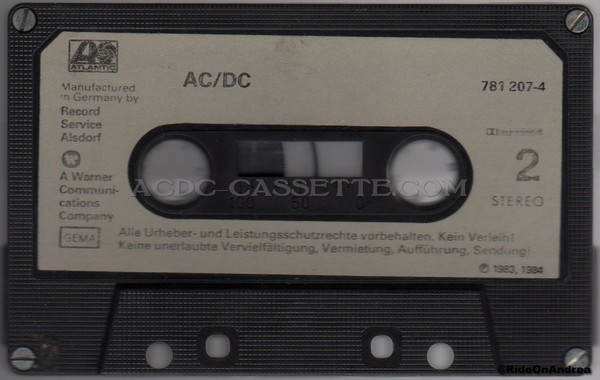 ATLANTIC
AC/DC
781 207-4
Manufactured
in Germany by
Record
Service
Alsdorf
A Warner
Communi-
cations
Company
GEMA
2
STEREO
ACDC-CASSETTE.COM
100 50 0
Alle Urheber- und Leistungsschutzrechte vorbehalten. Kein Verleih!
Keine unerlaubte Vervielfältigung, Vermietung, Aufführung, Sendung!
℗ 1983, 1984
©RideOnAndrea